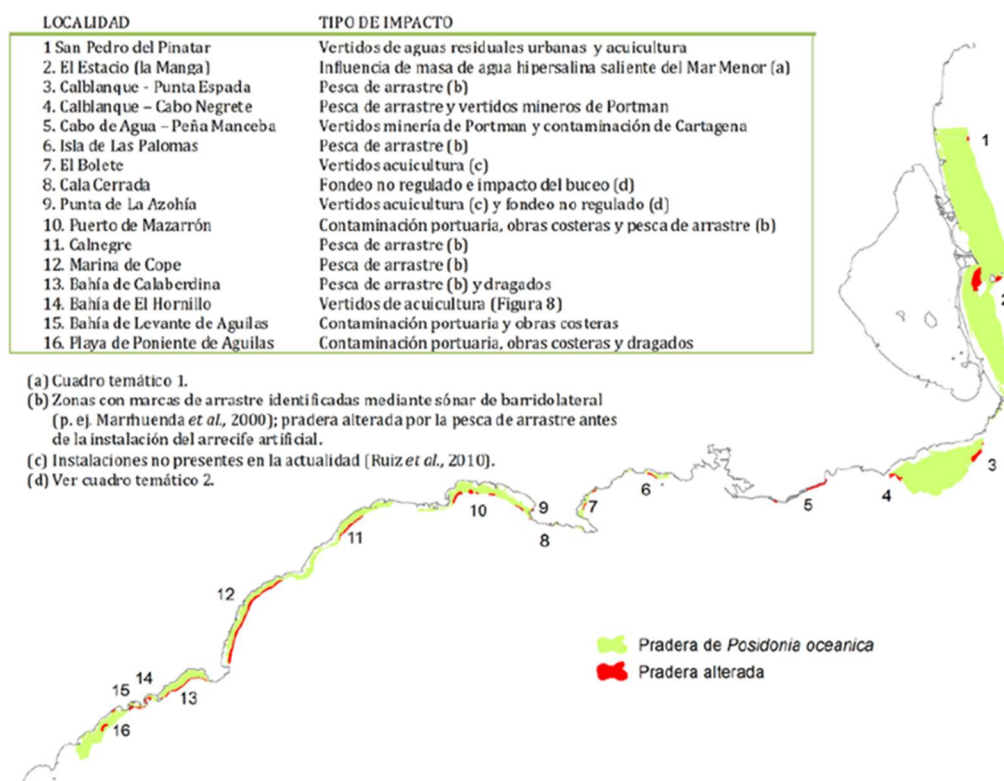 LOCALIDAD TIPO DE IMPACTO
1 San Pedro del Pinatar Vertidos de aguas residuales urbanas y acuicultura
2. El Estacio (la Manga) Influencia de masa de agua hipersalina saliente del Mar Menor (a)
3. Calblanque - Punta Espada Pesca de arrastre (b)
4. Calblanque – Cabo Negrete Pesca de arrastre y vertidos mineros de Portman
5. Cabo de Agua – Peña Manceba Vertidos minería de Portman y contaminación de Cartagena
6. Isla de Las Palomas Pesca de arrastre (b)
7. El Bolete Vertidos acuicultura (c)
8. Cala Cerrada Fondeo no regulado e impacto del buceo (d)
9. Punta de La Azohía Vertidos acuicultura (c) y fondeo no regulado (d)
10. Puerto de Mazarrón Contaminación portuaria, obras costeras y pesca de arrastre (b)
11. Calnegre Pesca de arrastre (b)
12. Marina de Cope Pesca de arrastre (b)
13. Bahía de Calaberdina Pesca de arrastre (b) y dragados
14. Bahía de El Hornillo Vertidos de acuicultura (Figura 8)
15. Bahía de Levante de Aguilas Contaminación portuaria y obras costeras
16. Playa de Poniente de Aguilas Contaminación portuaria, obras costeras y dragados
(a) Cuadro temático 1.
(b) Zonas con marcas de arrastre identificadas mediante sónar de barrido lateral
(p. ej. Marrhuenda et al., 2000); pradera alterada por la pesca de arrastre antes
de la instalación del arrecife artificial.
(c) Instalaciones no presentes en la actualidad (Ruiz et al., 2010).
(d) Ver cuadro temático 2.
1
2
3
4
5
6
7
8
9
10
11
12
13
14
15
16
Pradera de Posidonia oceanica
Pradera alterada